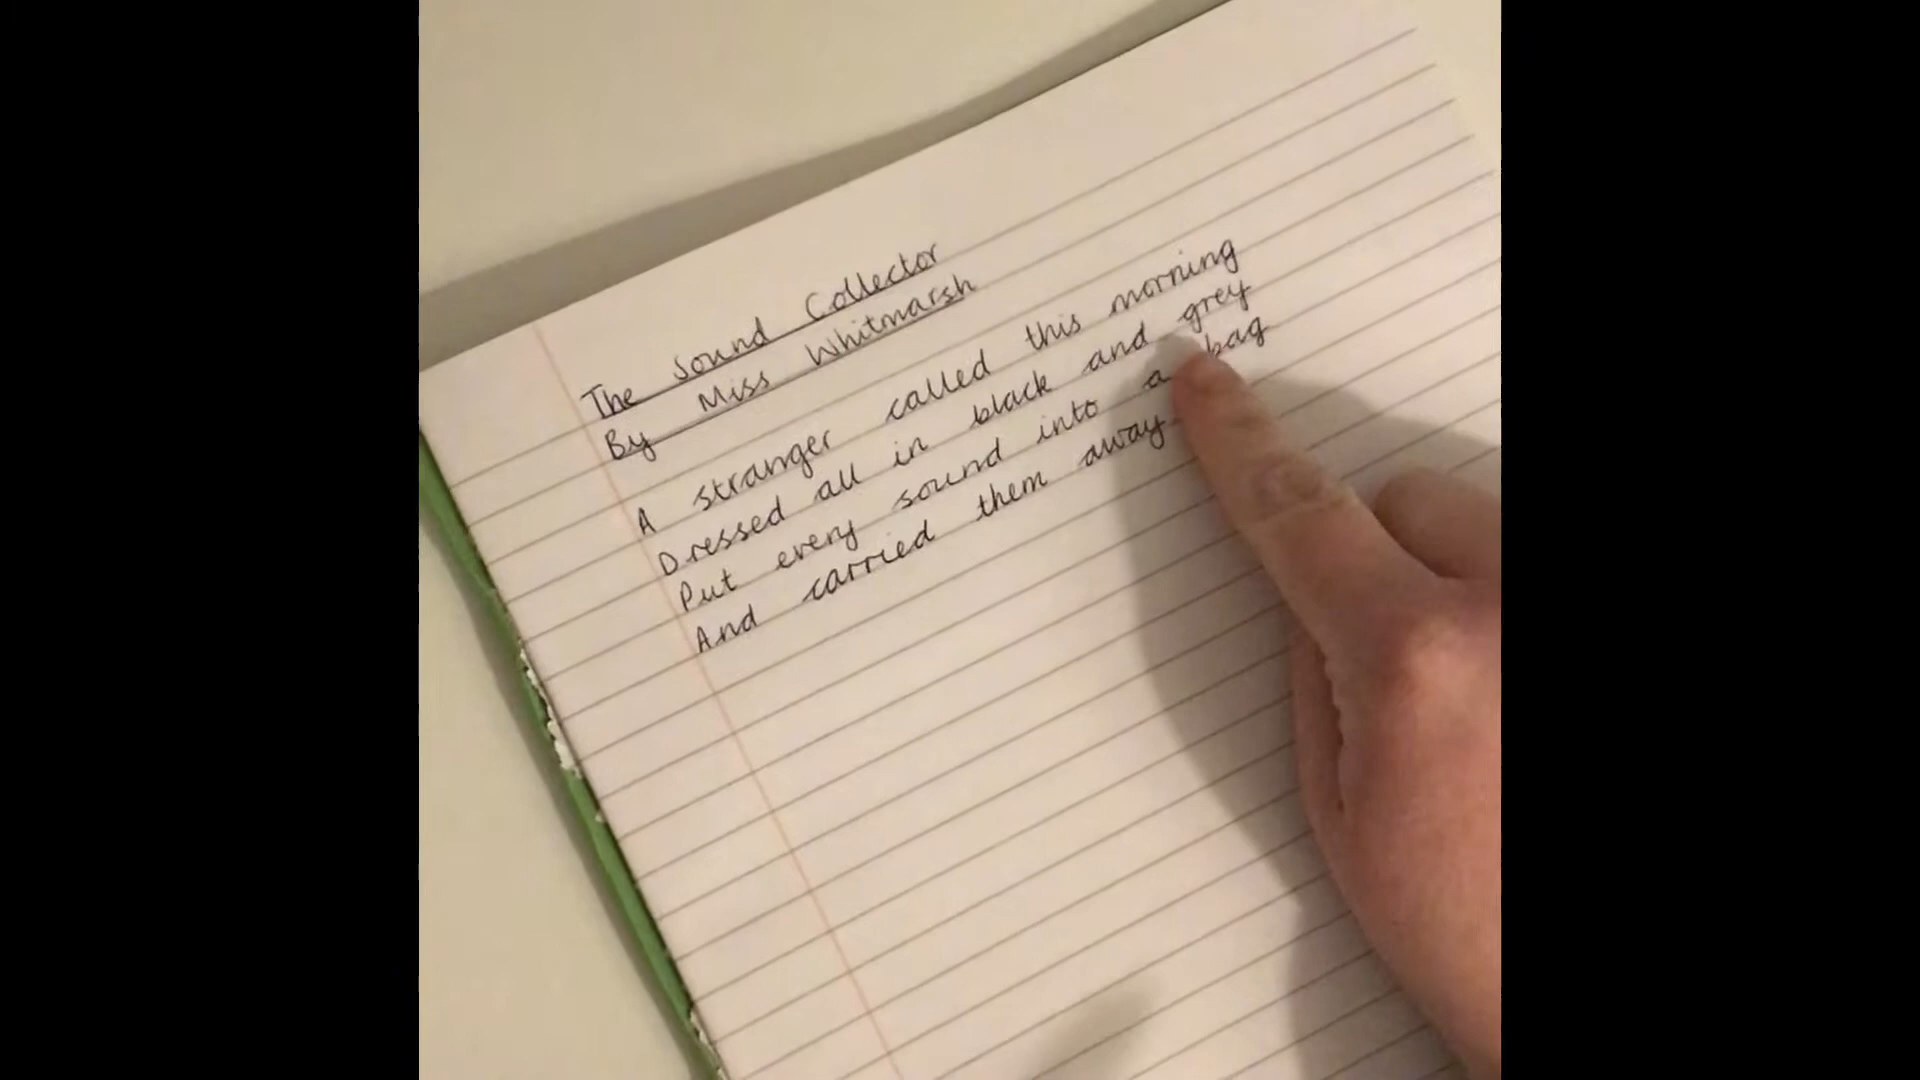 The Sound Collector
By Miss Whitmarsh
A stranger called this morning
Dressed all in black and grey
Put every sound into a bag
And carried them away